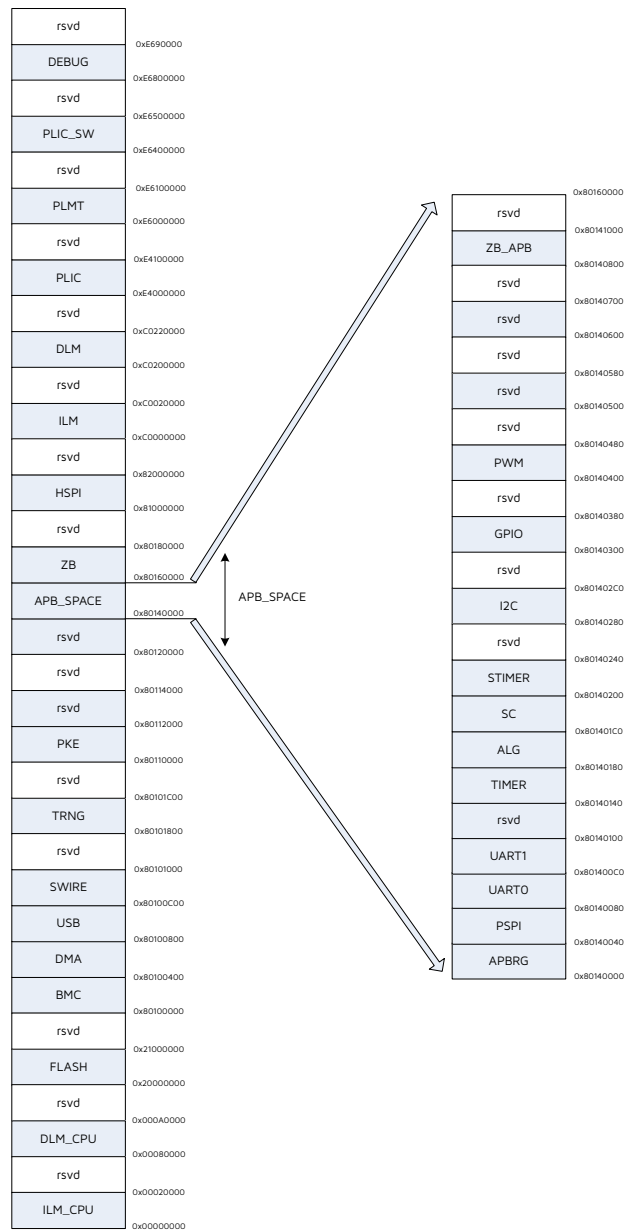 rsvd
0xE690000
DEBUG
0xE6800000
rsvd
0xE6500000
PLIC_SW
0xE6400000
rsvd
0xE6100000
PLMT
0xE6000000
rsvd
0xE4100000
PLIC
0xE4000000
rsvd
0xC0220000
DLM
0xC0200000
rsvd
0xC0020000
ILM
0xC0000000
rsvd
0x82000000
HSPI
0x81000000
rsvd
0x80180000
ZB
0x80160000
APB_SPACE
0x80140000
rsvd
0x80120000
rsvd
0x80114000
rsvd
0x80112000
PKE
0x80110000
rsvd
0x80101C00
TRNG
0x80101800
rsvd
0x80101000
SWIRE
0x80100C00
USB
0x80100800
DMA
0x80100400
BMC
0x80100000
rsvd
0x21000000
FLASH
0x20000000
rsvd
0x000A0000
DLM_CPU
0x00080000
rsvd
0x00020000
ILM_CPU
0x00000000
APB_SPACE
0x80160000
rsvd
0x80141000
ZB_APB
0x80140800
rsvd
0x80140700
rsvd
0x80140600
rsvd
0x80140580
rsvd
0x80140500
rsvd
0x80140480
PWM
0x80140400
rsvd
0x80140380
GPIO
0x80140300
rsvd
0x801402C0
I2C
0x80140280
rsvd
0x80140240
STIMER
0x80140200
SC
0x801401C0
ALG
0x80140180
TIMER
0x80140140
rsvd
0x80140100
UART1
0x801400C0
UART0
0x80140080
PSPI
0x80140040
APBRG
0x80140000